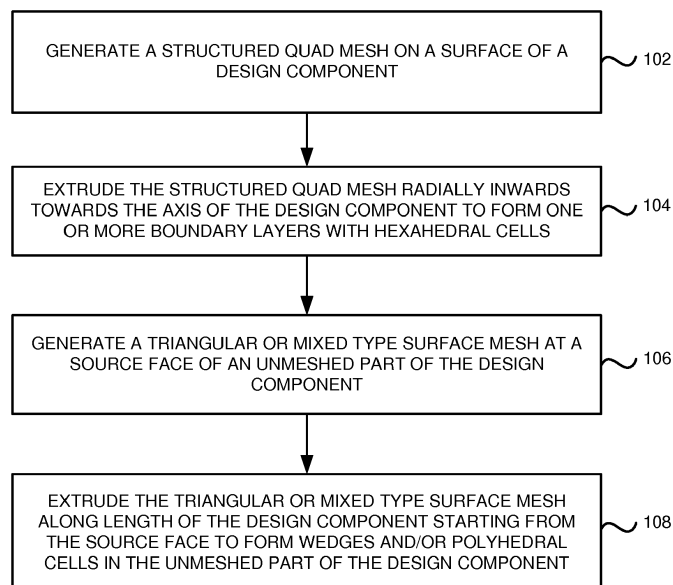 GENERATE A STRUCTURED QUAD MESH ON A SURFACE OF A
DESIGN COMPONENT
102
EXTRUDE THE STRUCTURED QUAD MESH RADIALLY INWARDS
TOWARDS THE AXIS OF THE DESIGN COMPONENT TO FORM ONE
OR MORE BOUNDARY LAYERS WITH HEXAHEDRAL CELLS
104
GENERATE A TRIANGULAR OR MIXED TYPE SURFACE MESH AT A
SOURCE FACE OF AN UNMESHED PART OF THE DESIGN
COMPONENT
106
EXTRUDE THE TRIANGULAR OR MIXED TYPE SURFACE MESH
ALONG LENGTH OF THE DESIGN COMPONENT STARTING FROM
THE SOURCE FACE TO FORM WEDGES AND/OR POLYHEDRAL
CELLS IN THE UNMESHED PART OF THE DESIGN COMPONENT
108